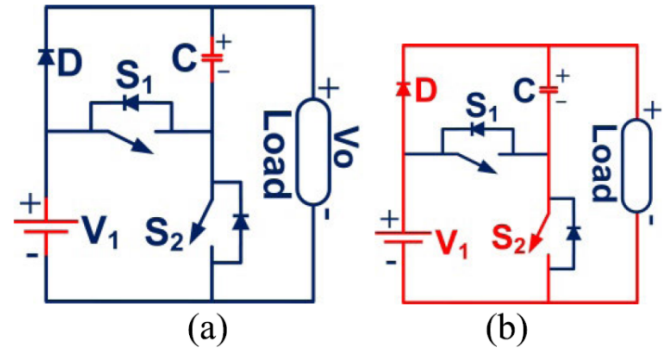 D
S₁
C
+
-
+
Load
Vo
-
+
V₁
-
S₂
(a)
D
S₁
C
+
-
+
Load
-
+
V₁
-
S₂
(b)